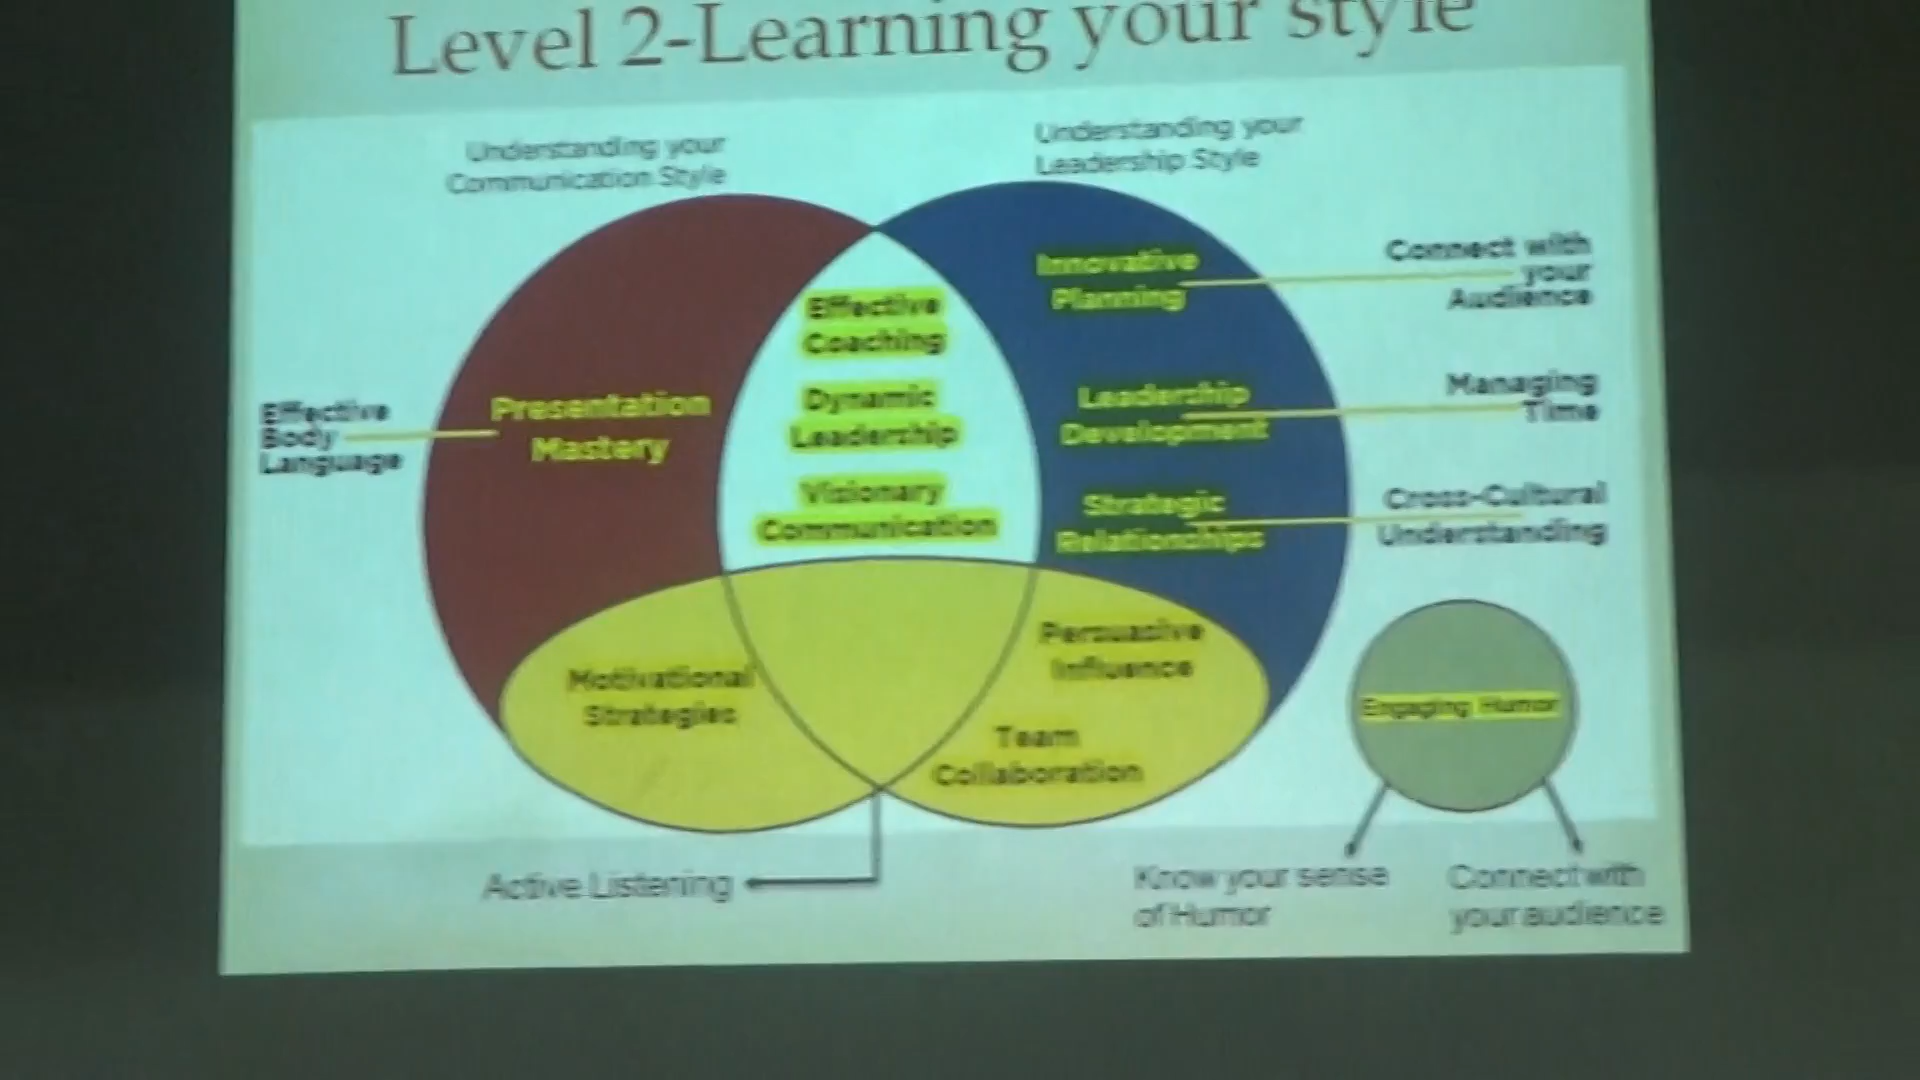 Level 2-Learning your style
Understanding your
Communication Style
Understanding your
Leadership Style
Effective
Body
Language
Presentation
Mastery
Effective
Coaching
Dynamic
Leadership
Visionary
Communication
Innovative
Planning
Leadership
Development
Strategic
Relationships
Connect with
your
Audience
Managing
Time
Cross-Cultural
Understanding
Motivational
Strategies
Persuasive
Influence
Team
Collaboration
Engaging Humor
Active Listening
Know your sense
of Humor
Connect with
your audience